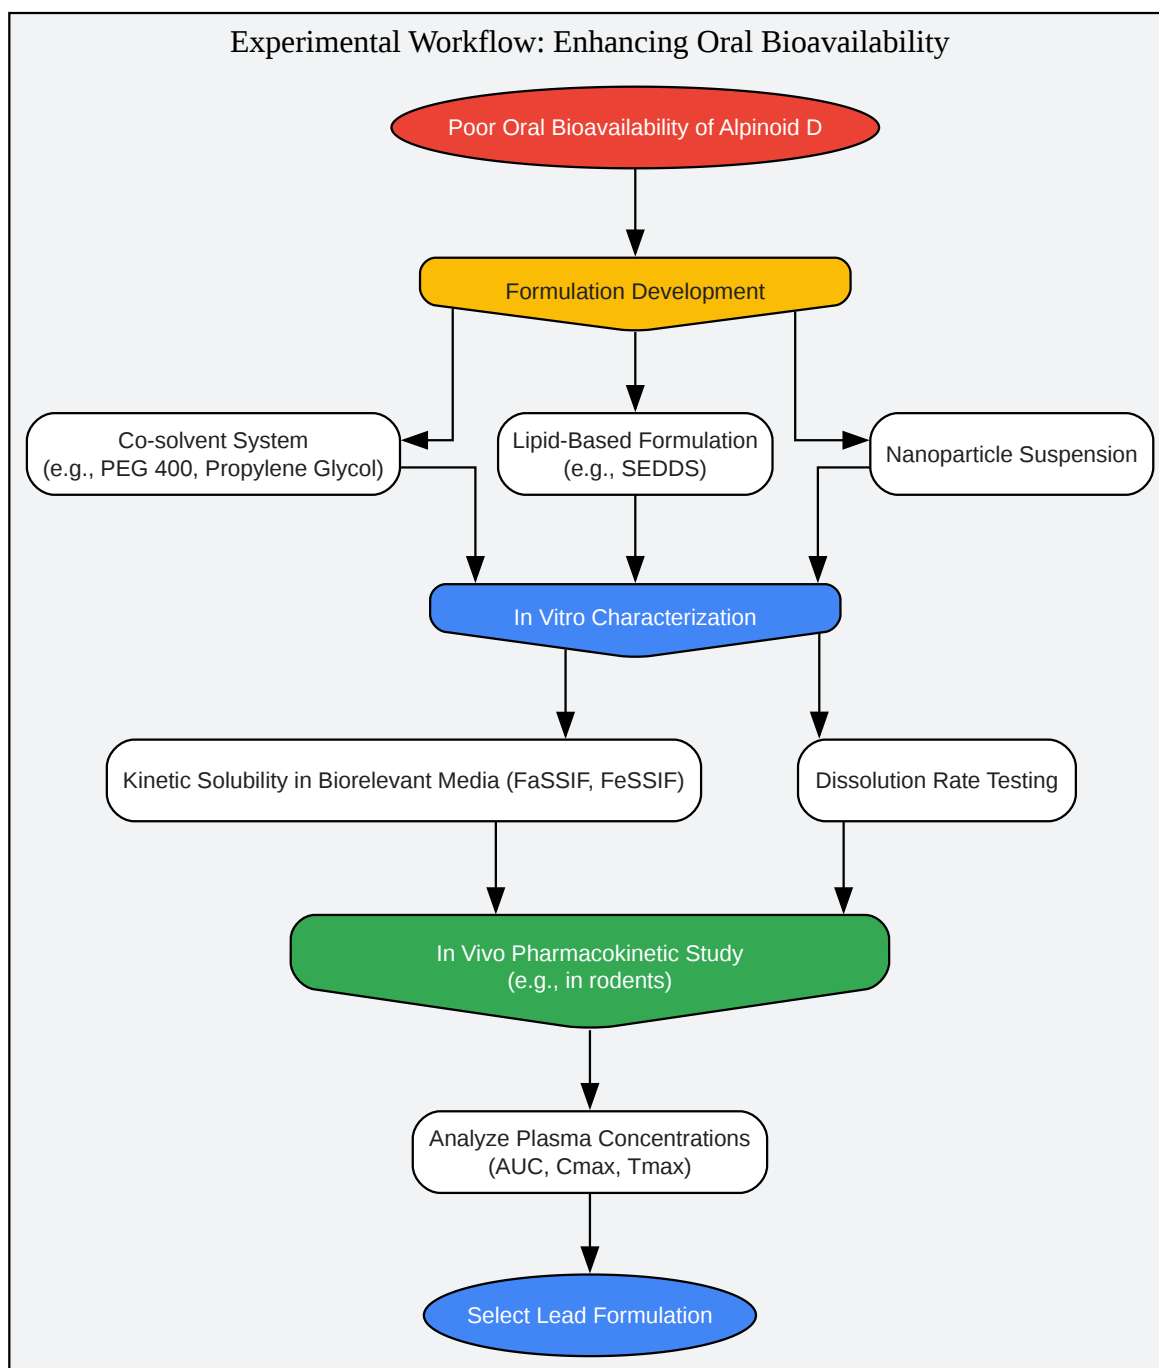 Experimental Workflow: Enhancing Oral Bioavailability
Poor Oral Bioavailability of Alpinoid D
Formulation Development
Co-solvent System
(e.g., PEG 400, Propylene Glycol)
Lipid-Based Formulation
(e.g., SEDDS)
Nanoparticle Suspension
In Vitro Characterization
Kinetic Solubility in Biorelevant Media (FaSSIF, FeSSIF)
Dissolution Rate Testing
In Vivo Pharmacokinetic Study
(e.g., in rodents)
Analyze Plasma Concentrations
(AUC, Cmax, Tmax)
Select Lead Formulation